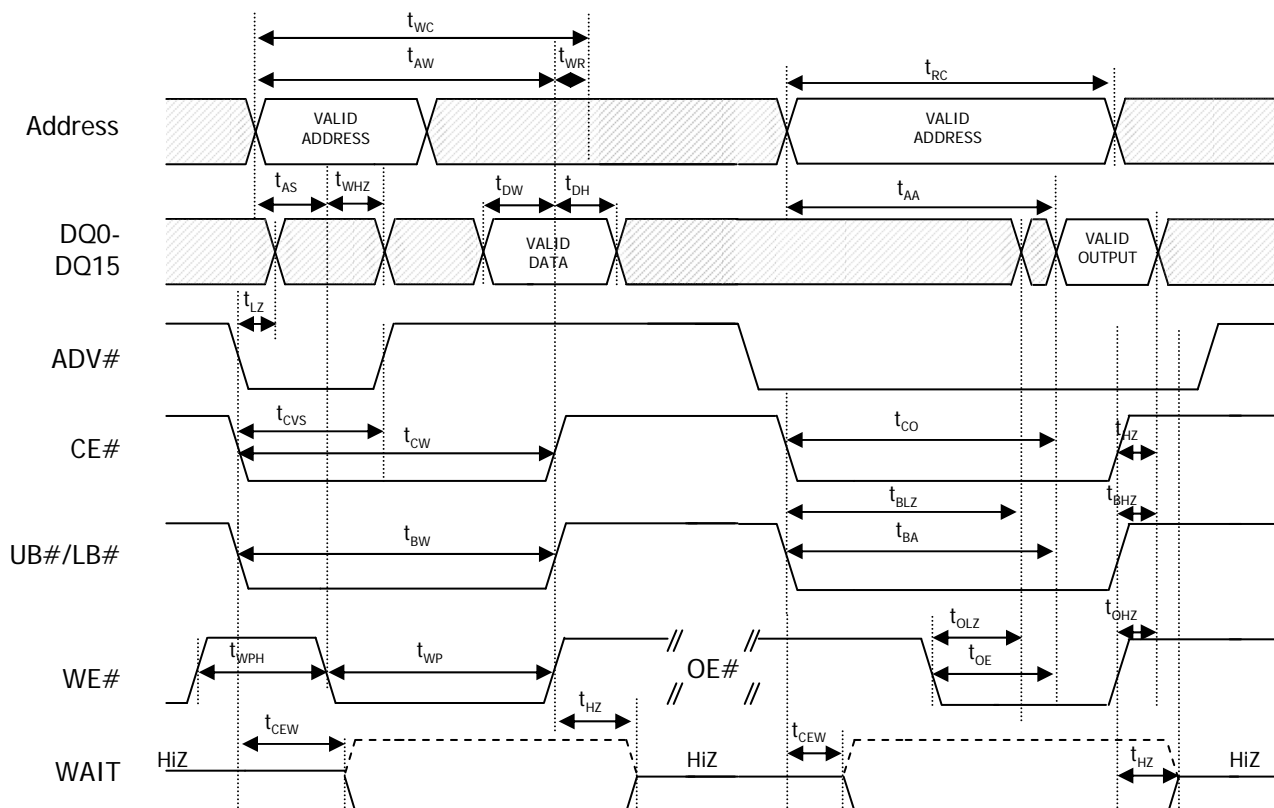 tWC
tAW
tWR
tRC
Address
VALID
ADDRESS
VALID
ADDRESS
tAS
tWHZ
tDW
tDH
tAA
DQ0-
DQ15
VALID
DATA
VALID
OUTPUT
tLZ
ADV#
tCVS
tCW
tCO
tHZ
CE#
tBLZ
tBHZ
tBW
tBA
UB#/LB#
tOLZ
tOHZ
tWPH
tWP
tOE
WE#
//
//
OE#
//
//
tHZ
tCEW
tCEW
tHZ
WAIT
HiZ
HiZ
HiZ